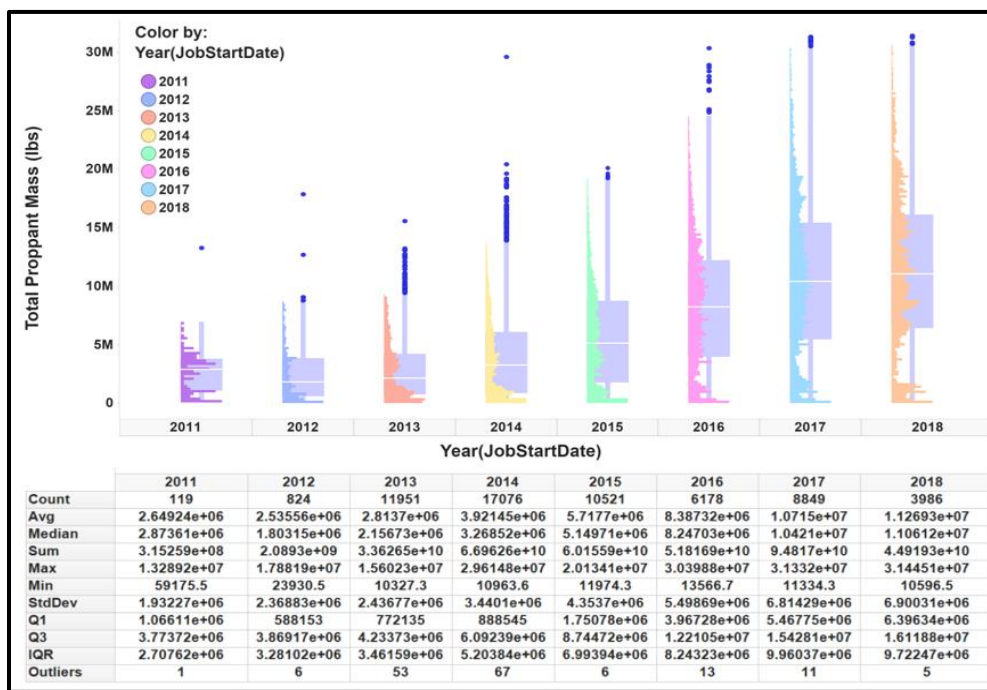 Color by:
Year(JobStartDate)
2011
2012
2013
2014
2015
2016
2017
2018
Total Proppant Mass (lbs)
30M
25M
20M
15M
10M
5M
0
2011 2012 2013 2014 2015 2016 2017 2018
Year(JobStartDate)
2011 2012 2013 2014 2015 2016 2017 2018
Count 119 824 11951 17076 10521 6178 8849 3986
Avg 2.64924e+06 2.53556e+06 2.8137e+06 3.92145e+06 5.7177e+06 8.38732e+06 1.0715e+07 1.12693e+07
Median 2.87361e+06 1.80315e+06 2.15673e+06 3.26852e+06 5.14971e+06 8.24703e+06 1.0421e+07 1.10612e+07
Sum 3.15259e+08 2.0893e+09 3.36265e+10 6.69626e+10 6.01559e+10 5.18169e+10 9.4817e+10 4.49193e+10
Max 1.32892e+07 1.78819e+07 1.56023e+07 2.96148e+07 2.01341e+07 3.03988e+07 3.1332e+07 3.14451e+07
Min 59175.5 23930.5 10327.3 10963.6 11974.3 13566.7 11334.3 10596.5
StdDev 1.93227e+06 2.36883e+06 2.43677e+06 3.4401e+06 4.3537e+06 5.49869e+06 6.81429e+06 6.90031e+06
Q1 1.06611e+06 588153 772135 888545 1.75078e+06 3.96728e+06 5.46775e+06 6.39634e+06
Q3 3.77372e+06 3.86917e+06 4.23373e+06 6.09239e+06 8.74472e+06 1.22105e+07 1.54281e+07 1.61188e+07
IQR 2.70762e+06 3.28102e+06 3.46159e+06 5.20384e+06 6.99394e+06 8.24323e+06 9.96037e+06 9.72247e+06
Outliers 1 6 53 67 6 13 11 5